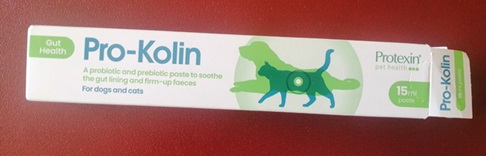 Gut
Health
Pro-Kolin
A probiotic and prebiotic paste to soothe
the gut lining and firm-up faeces
For dogs and cats
Protexin®
pet health
15ml
paste
Pro-Kolin